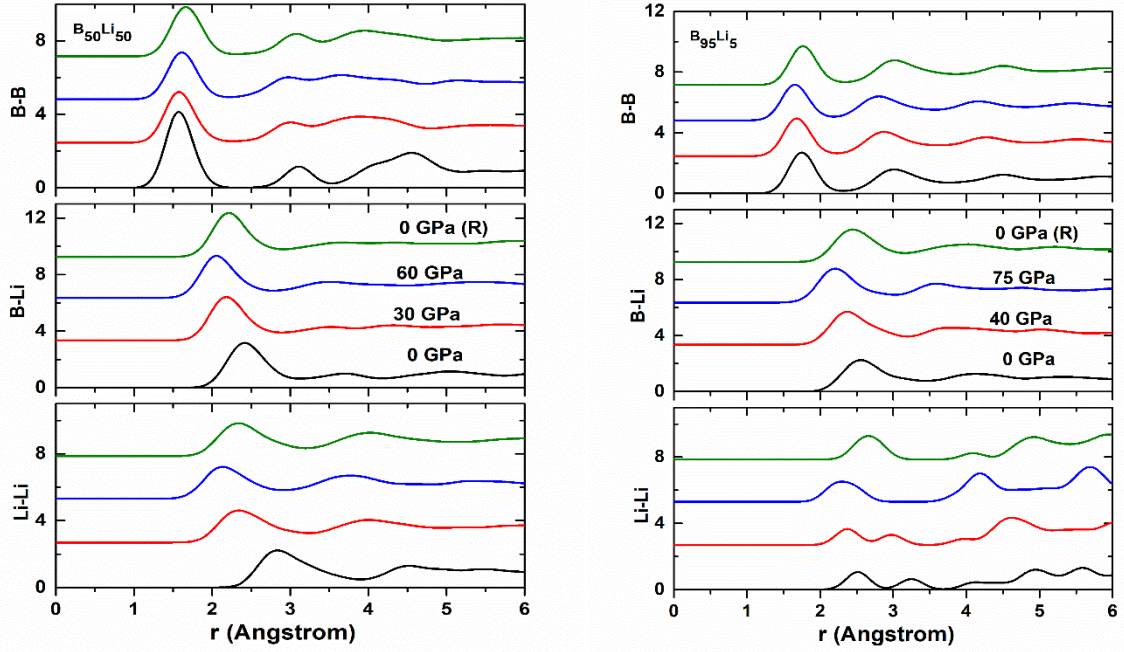 B50Li50
B-B
8
4
0
B-Li
12
8
4
0
0 GPa (R)
60 GPa
30 GPa
0 GPa
Li-Li
8
4
0
0 1 2 3 4 5 6
r (Angstrom)
B95Li5
B-B
12
8
4
0
B-Li
12
8
4
0
0 GPa (R)
75 GPa
40 GPa
0 GPa
Li-Li
8
4
0
0 1 2 3 4 5 6
r (Angstrom)